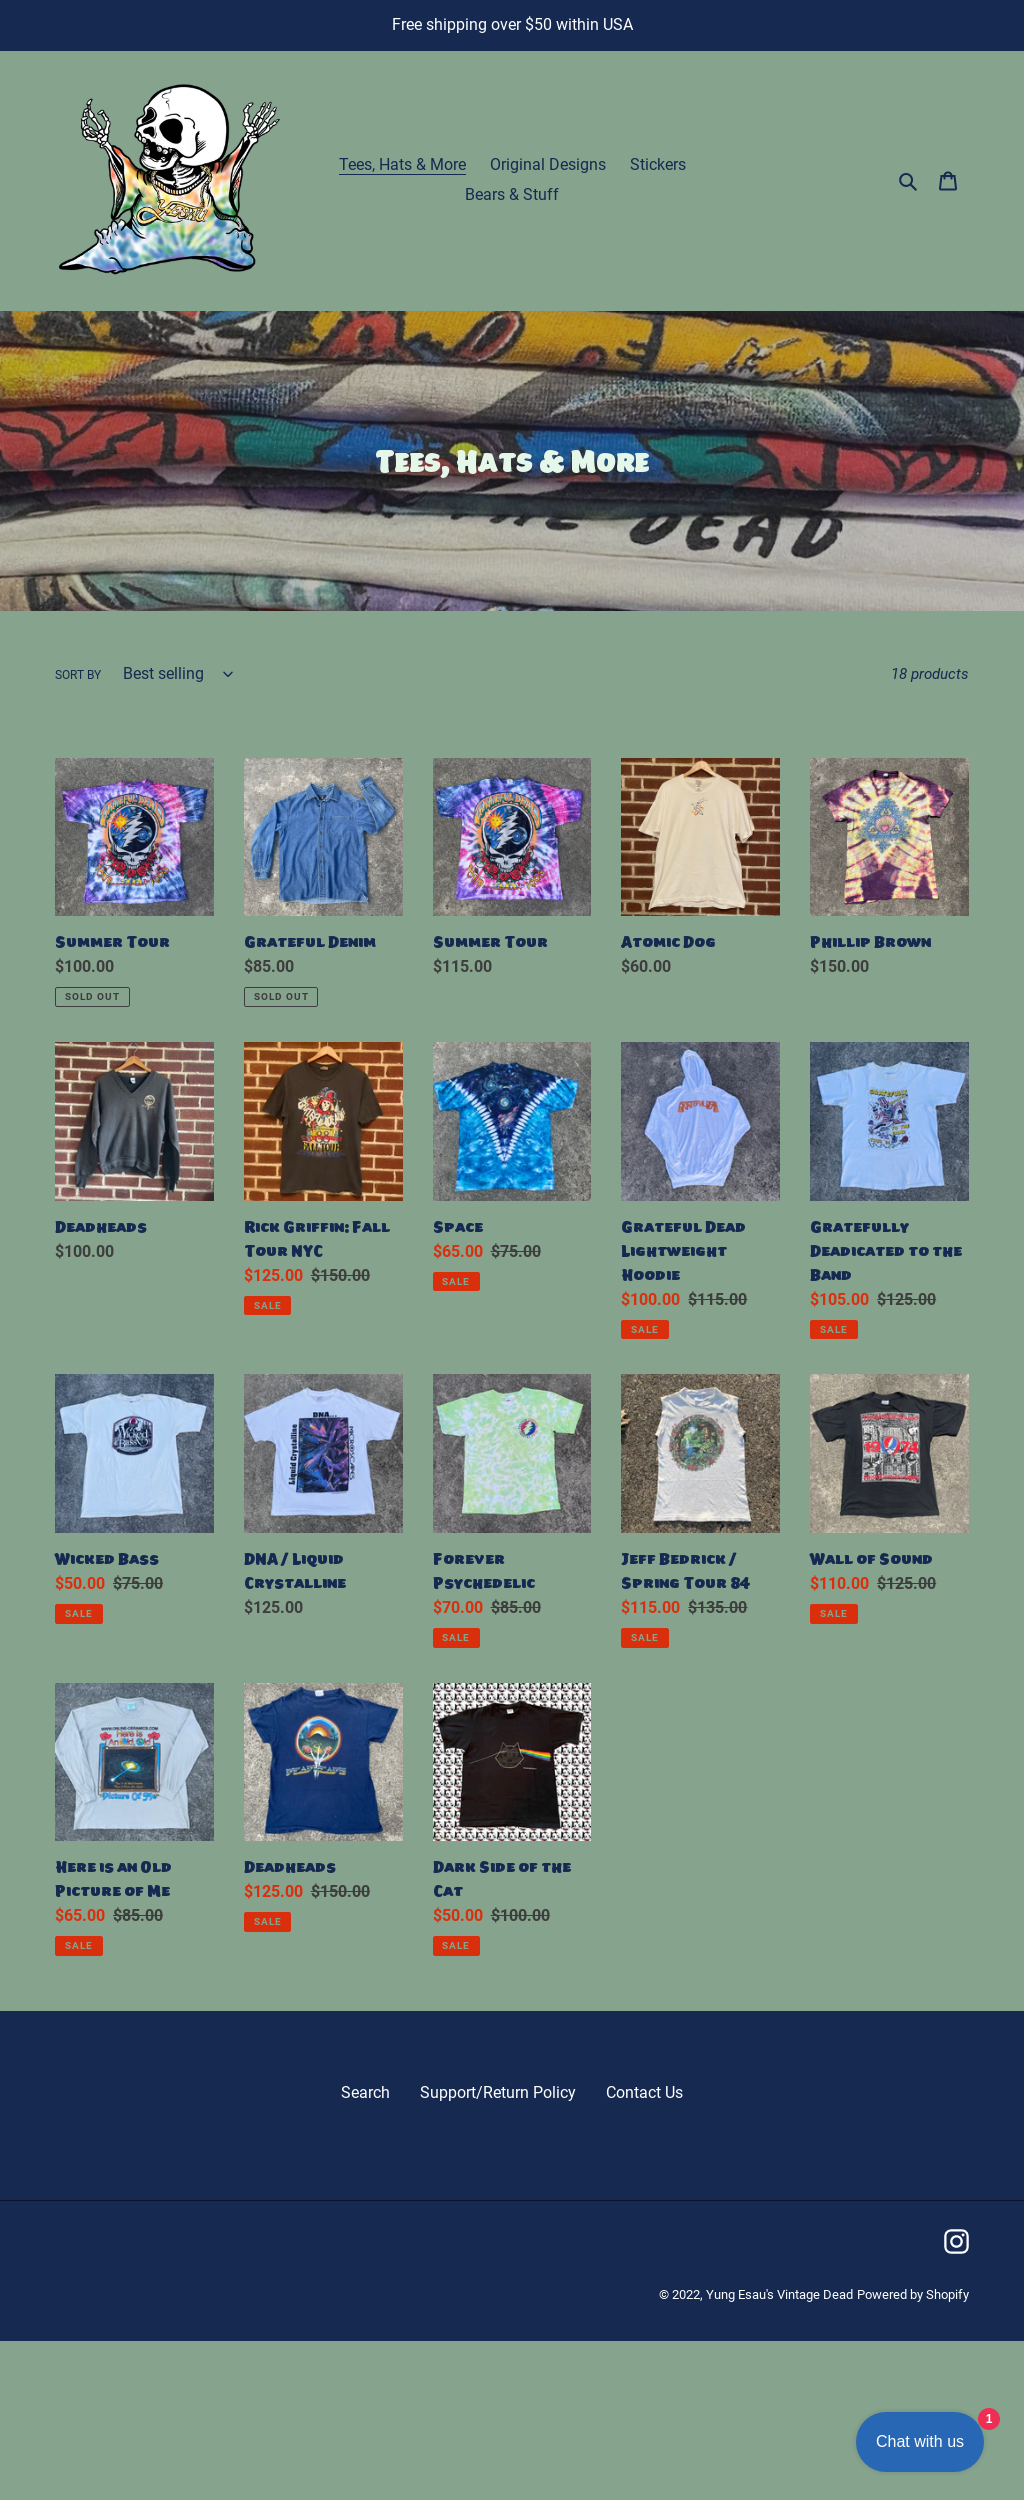 Free shipping over $50 within USA
YESAU
Tees, Hats & More Original Designs Stickers
Bears & Stuff
THE DEAD
Tees, Hats & More
SORT BY Best selling
18 products
Summer Tour
$100.00
SOLD OUT
Grateful Denim
$85.00
SOLD OUT
Summer Tour
$115.00
Atomic Dog
$60.00
Phillip Brown
$150.00
Deadheads
$100.00
Rick Griffin: Fall
Tour NYC
$125.00 $150.00
SALE
Space
$65.00 $75.00
SALE
Grateful Dead
Lightweight
Hoodie
$100.00 $115.00
SALE
Gratefully
Deadicated to the
Band
$105.00 $125.00
SALE
Wicked Bass
$50.00 $75.00
SALE
DNA / Liquid
Crystalline
$125.00
Forever
Psychedelic
$70.00 $85.00
SALE
Jeff Bedrick /
Spring Tour 84
$115.00 $135.00
SALE
Wall of Sound
$110.00 $125.00
SALE
Here is an Old
Picture of Me
$65.00 $85.00
SALE
Deadheads
$125.00 $150.00
SALE
Dark Side of the
Cat
$50.00 $100.00
SALE
Search Support/Return Policy Contact Us
© 2022, Yung Esau's Vintage Dead Powered by Shopify
1
Chat with us